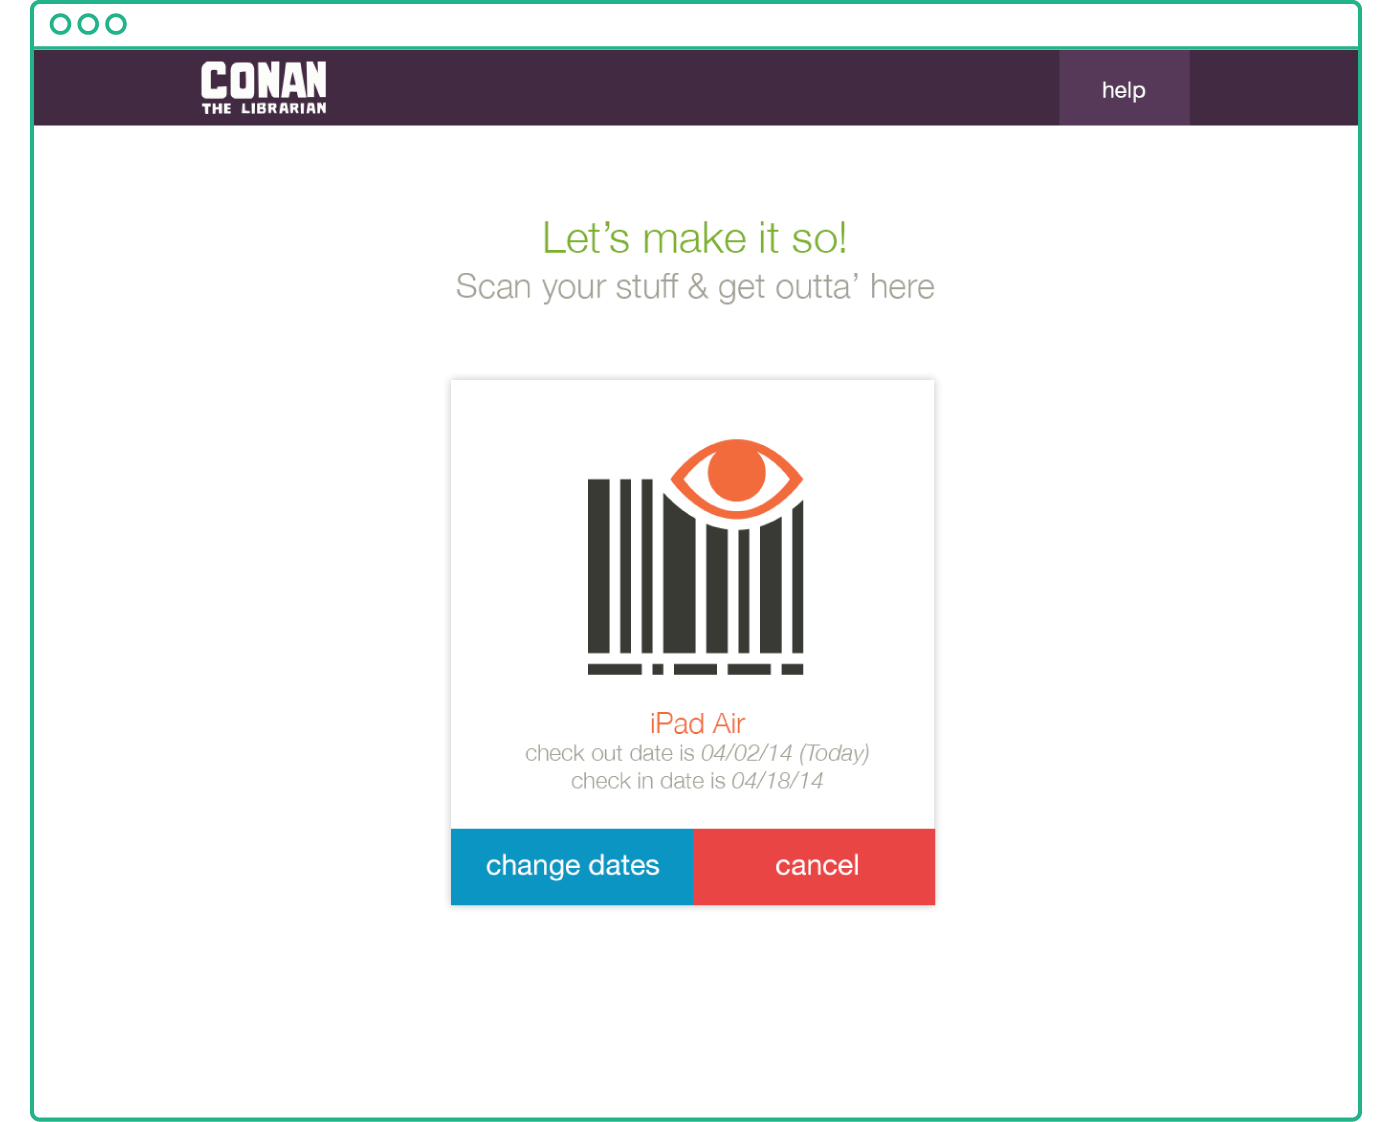 CONAN
THE LIBRARIAN
help
Let’s make it so!
Scan your stuff & get outta’ here
iPad Air
check out date is 04/02/14 (Today)
check in date is 04/18/14
change dates
cancel